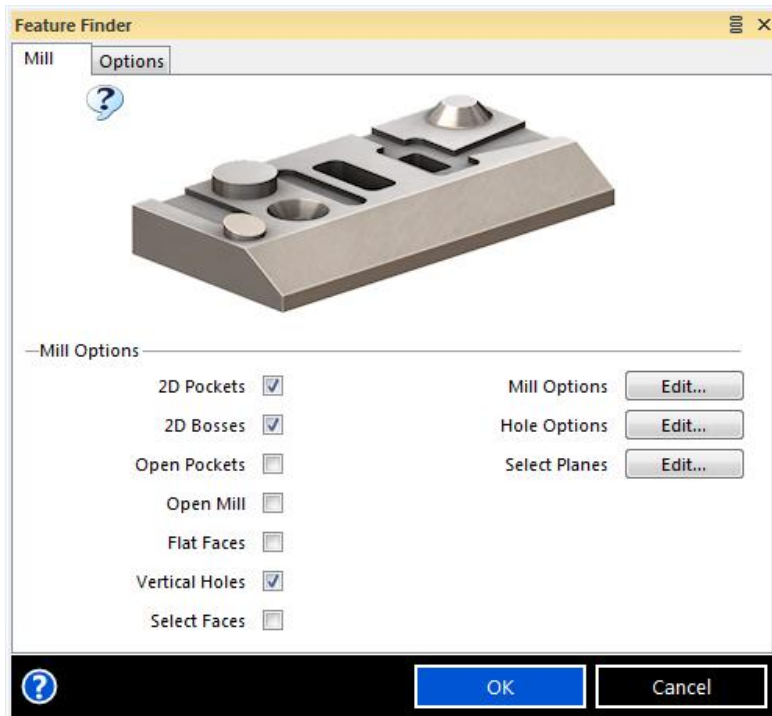 Feature Finder
Mill Options
Mill Options
2D Pockets Mill Options Edit...
2D Bosses Hole Options Edit...
Open Pockets Select Planes Edit...
Open Mill
Flat Faces
Vertical Holes
Select Faces
OK Cancel